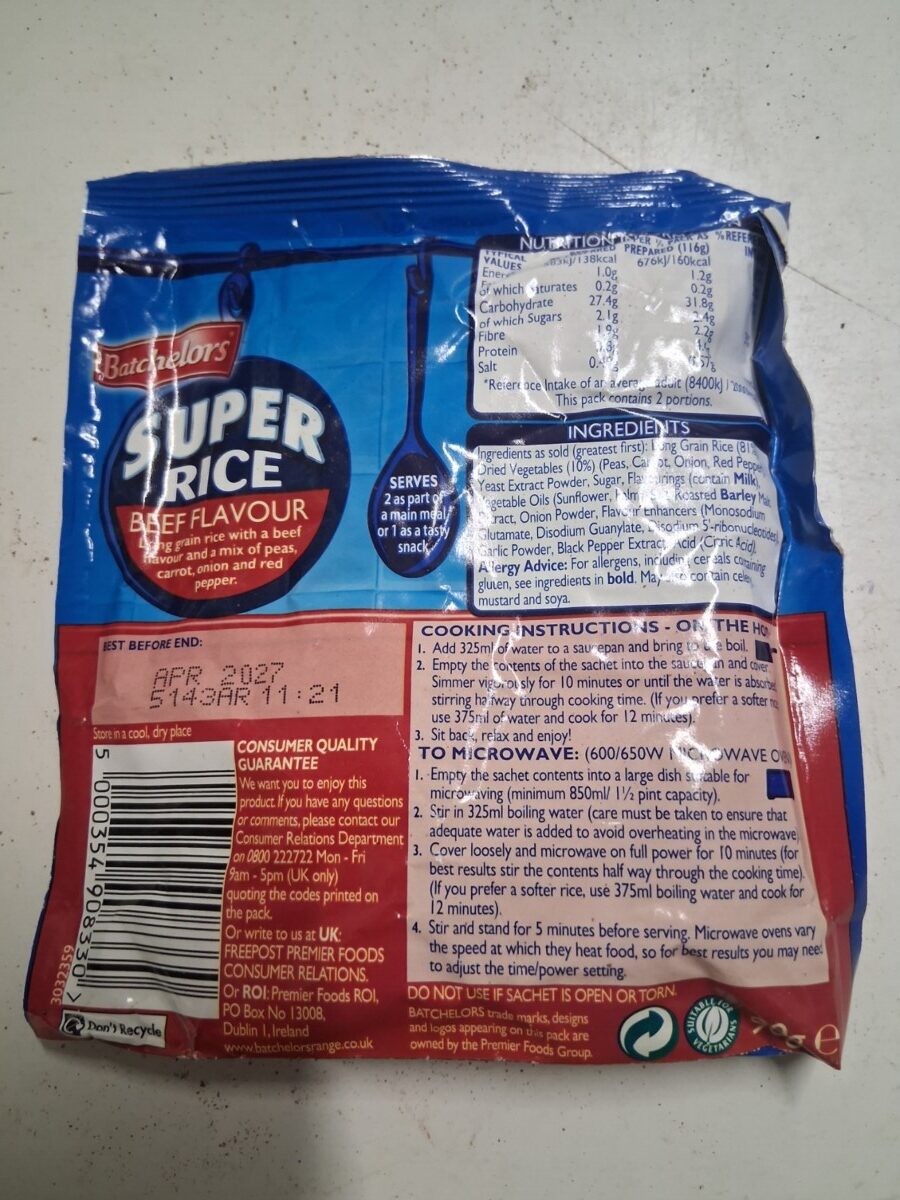 Batchelors
SUPER
RICE
BEEF FLAVOUR
Long grain rice with a beef
flavour and a mix of peas,
carrot, onion and red
pepper.
SERVES
2 as part of
a main meal
or 1 as a tasty
snack
NUTRITION
TYPICAL
VALUES
PREPARED (116g)
% REFE
138kcal
676kJ/160kcal
1.0g
1.2g
of which saturates 0.2g 0.2g
Carbohydrate 27.4g 31.8g
of which Sugars 2.1g 2.4g
Fibre 1.9g 2.2g
Protein
Salt
*Reference Intake of an average adult (8400kJ
This pack contains 2 portions.
INGREDIENTS
Ingredients as sold (greatest first): Long Grain Rice (81
Dried Vegetables (10%) (Peas, Carrot, Onion, Red Pepper
Yeast Extract Powder, Sugar, Flavourings (contain Milk),
Vegetable Oils (Sunflower, Roasted Barley
Onion Powder, Flavour Enhancers (Monosodium
Glutamate, Disodium Guanylate, Disodium 5'-ribonucleotides
Garlic Powder, Black Pepper Extract, Acid (Citric Acid).
Allergy Advice: For allergens, including cereals containing
gluten, see ingredients in bold. May also contain
mustard and soya.
BEST BEFORE END:
APR 2027
5143AR 11:21
Store in a cool, dry place
5 000354 908330 >
3032359
Don't Recycle
CONSUMER QUALITY
GUARANTEE
We want you to enjoy this
product. If you have any questions
or comments, please contact our
Consumer Relations Department
on 0800 222722 Mon - Fri
9am - 5pm (UK only)
quoting the codes printed on
the pack.
Or write to us at UK:
FREEPOST PREMIER FOODS
CONSUMER RELATIONS.
Or ROI: Premier Foods ROI,
PO Box No 13008,
Dublin 1, Ireland
www.batchelorsrange.co.uk
COOKING INSTRUCTIONS - ON THE HO
1. Add 325ml of water to a saucepan and bring to the boil.
2. Empty the contents of the sachet into the saucepan and cover.
Simmer vigorously for 10 minutes or until the water is absorbed
stirring halfway through cooking time. (If you prefer a softer
use 375ml of water and cook for 12 minutes).
3. Sit back, relax and enjoy!
TO MICROWAVE: (600/650W MICROWAVE OVEN
1. Empty the sachet contents into a large dish suitable for
microwaving (minimum 850ml/ 1½ pint capacity).
2. Stir in 325ml boiling water (care must be taken to ensure that
adequate water is added to avoid overheating in the microwave
3. Cover loosely and microwave on full power for 10 minutes (for
best results stir the contents half way through the cooking time).
(If you prefer a softer rice, use 375ml boiling water and cook for
12 minutes).
4. Stir and stand for 5 minutes before serving. Microwave ovens vary
the speed at which they heat food, so for best results you may need
to adjust the time/power setting.
DO NOT USE IF SACHET IS OPEN OR TORN.
BATCHELORS trade marks, designs
and logos appearing on this pack are
owned by the Premier Foods Group.
SUITABLE FOR
VEGETARIANS
e